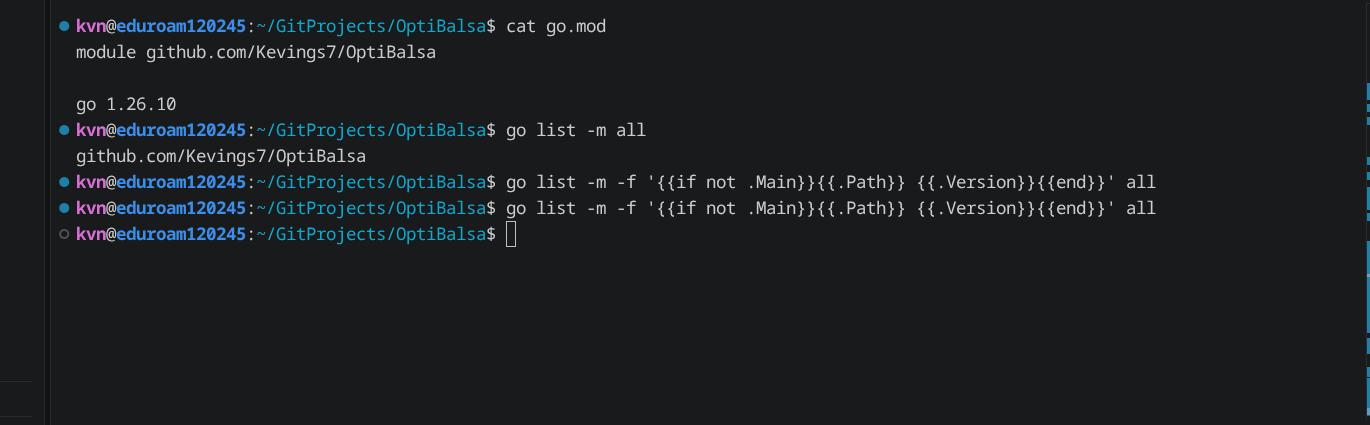 kvn@eduroam120245:~/GitProjects/OptiBalsa$ cat go.mod
module github.com/Kevings7/OptiBalsa
go 1.26.10
kvn@eduroam120245:~/GitProjects/OptiBalsa$ go list -m all
github.com/Kevings7/OptiBalsa
kvn@eduroam120245:~/GitProjects/OptiBalsa$ go list -m -f '{{if not .Main}}{{.Path}} {{.Version}}{{end}}' all
kvn@eduroam120245:~/GitProjects/OptiBalsa$ go list -m -f '{{if not .Main}}{{.Path}} {{.Version}}{{end}}' all
kvn@eduroam120245:~/GitProjects/OptiBalsa$